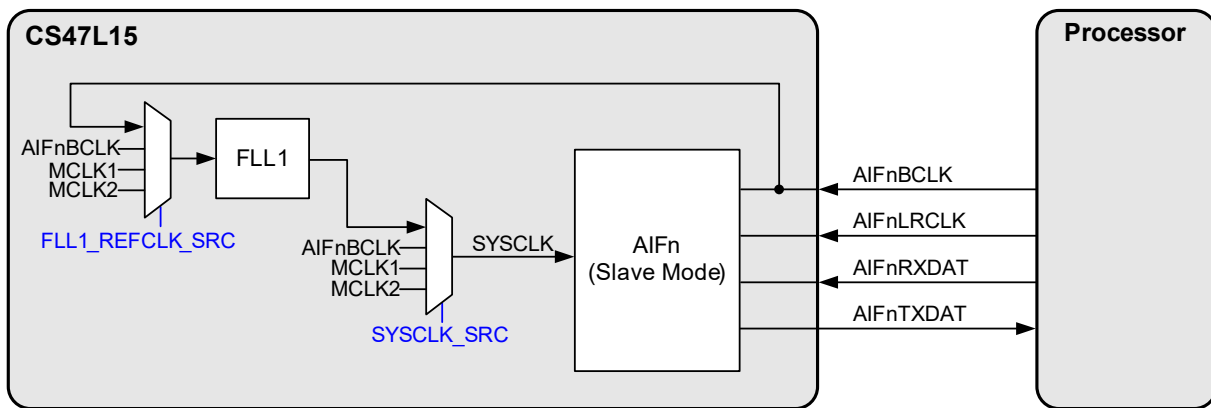 CS47L15
Processor
AIFnBCLK
MCLK1
MCLK2
FLL1
FLL1_REFCLK_SRC
AIFnBCLK
MCLK1
MCLK2
SYSCLK
SYSCLK_SRC
AIFn
(Slave Mode)
AIFnBCLK
AIFnLRCLK
AIFnRXDAT
AIFnTXDAT